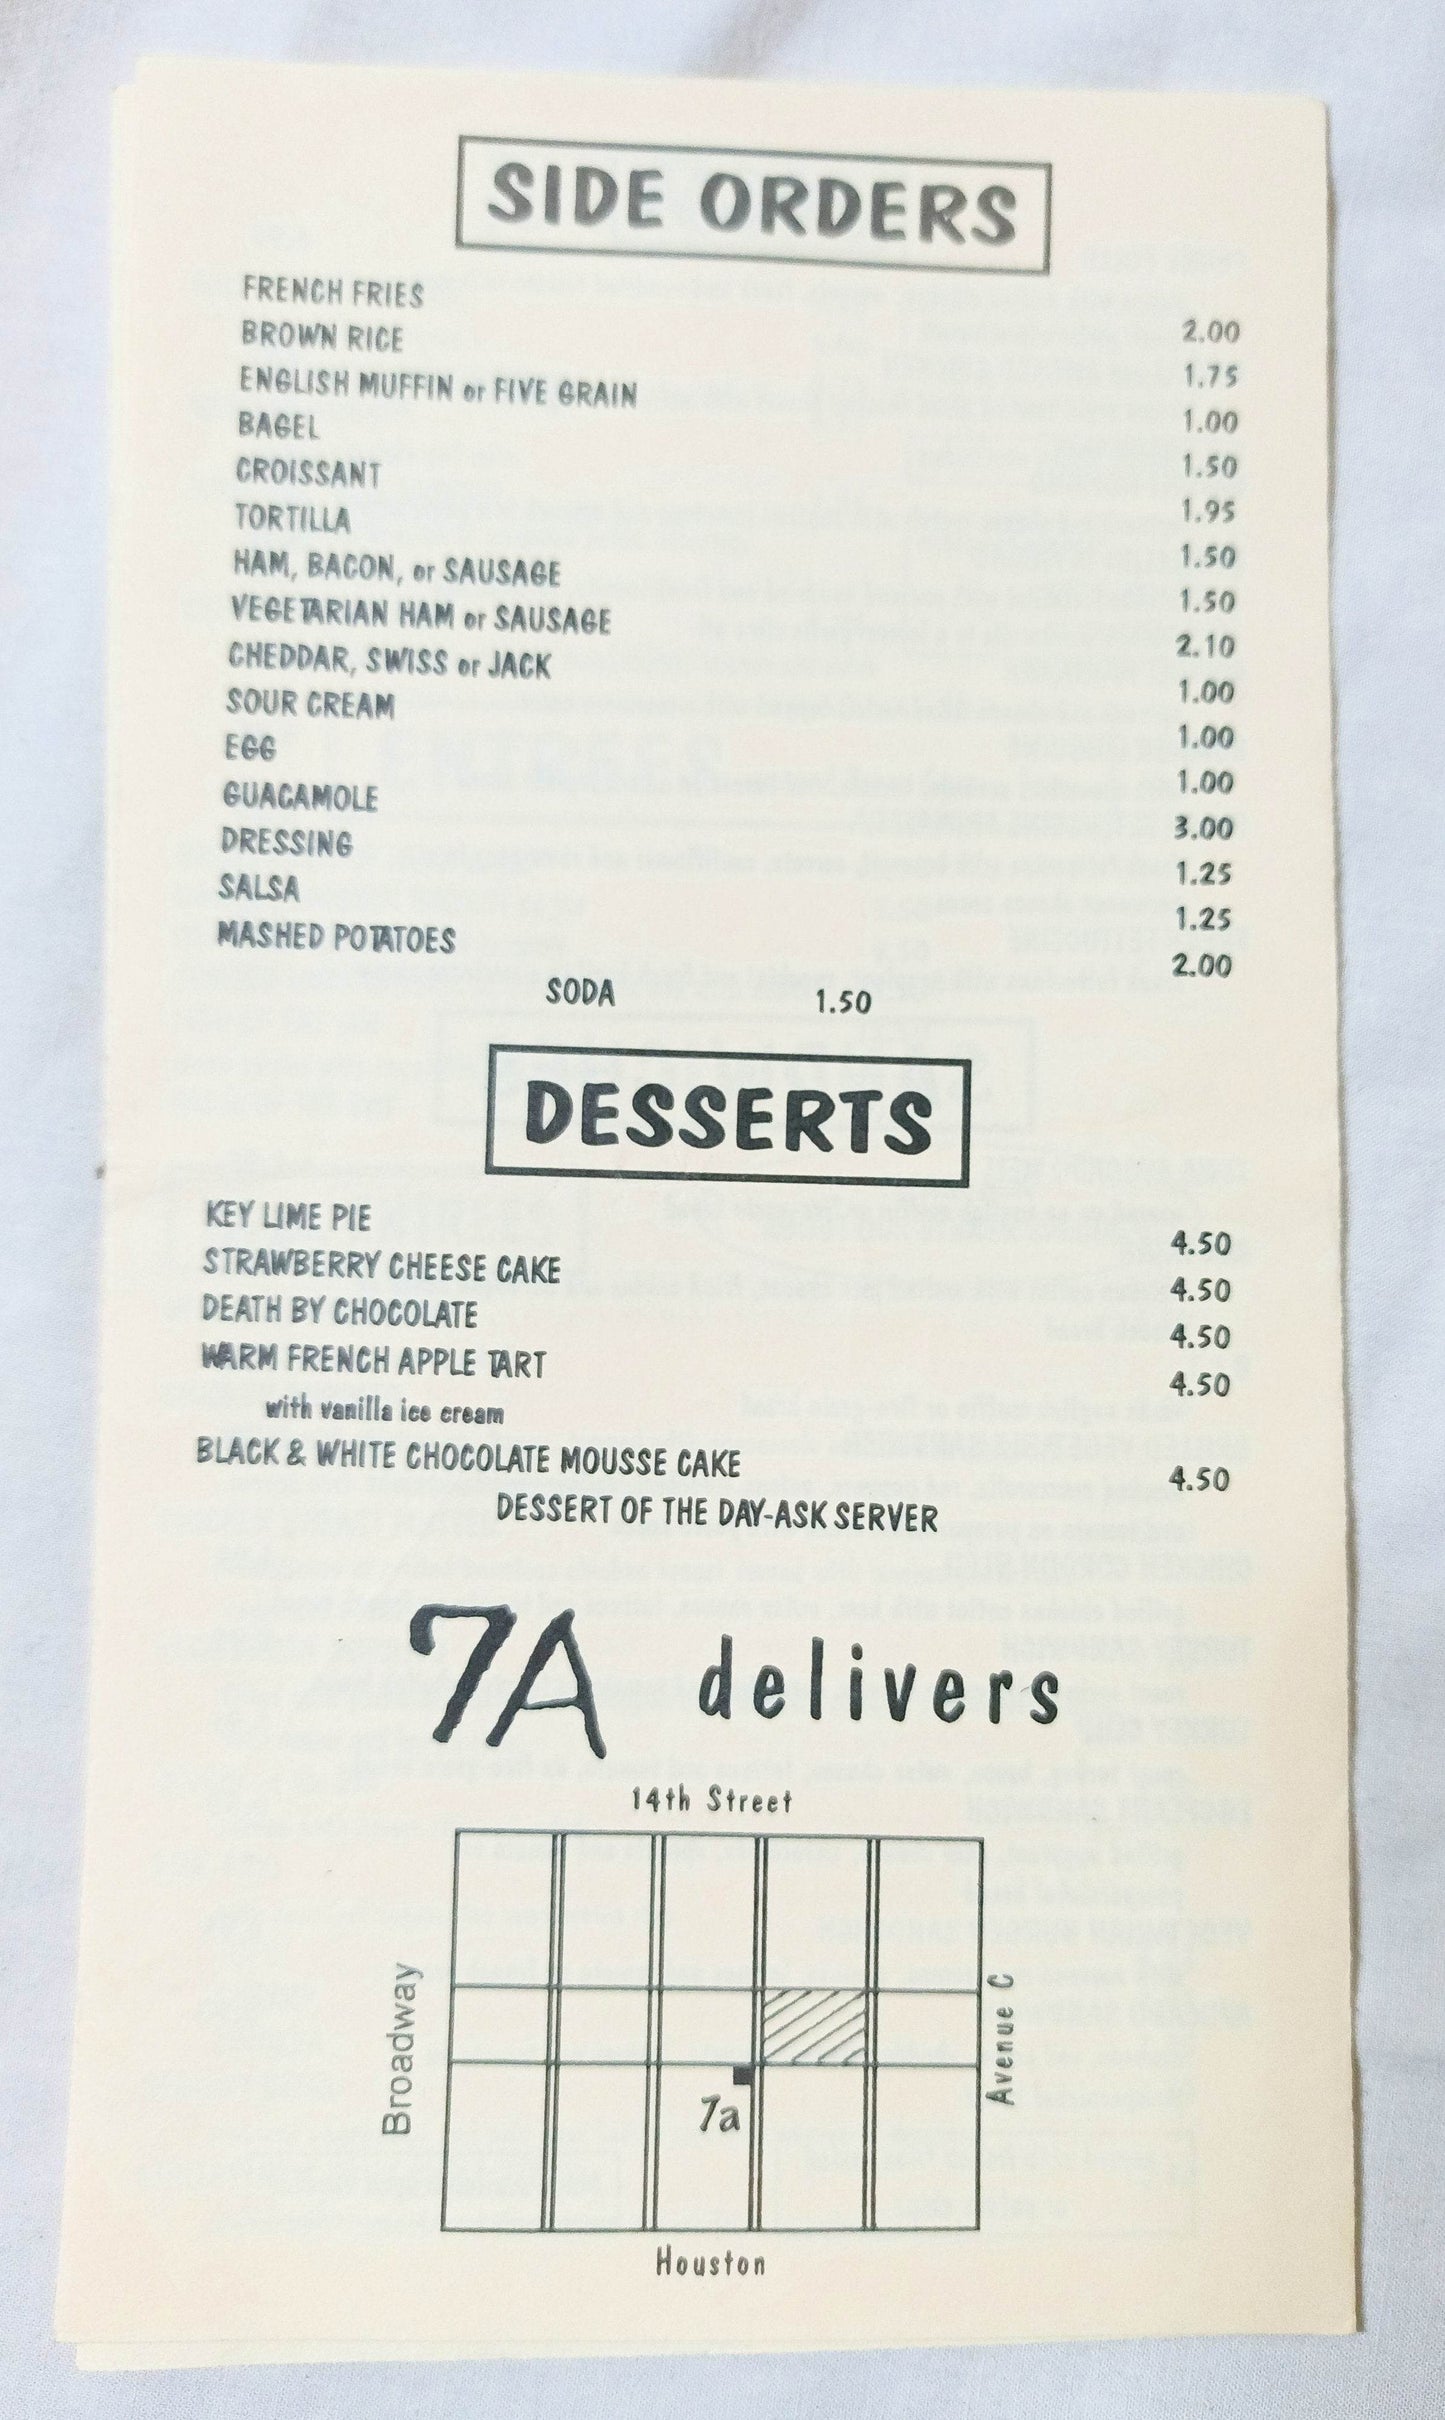 SIDE ORDERS
FRENCH FRIES 2.00
BROWN RICE 1.75
ENGLISH MUFFIN or FIVE GRAIN 1.00
BAGEL 1.50
CROISSANT 1.95
TORTILLA 1.50
HAM, BACON, or SAUSAGE 1.50
VEGETARIAN HAM or SAUSAGE 2.10
CHEDDAR, SWISS or JACK 1.00
SOUR CREAM 1.00
EGG 1.00
GUACAMOLE 3.00
DRESSING 1.25
SALSA 1.25
MASHED POTATOES 2.00
SODA 1.50
DESSERTS
KEY LIME PIE 4.50
STRAWBERRY CHEESE CAKE 4.50
DEATH BY CHOCOLATE 4.50
WARM FRENCH APPLE TART 4.50
with vanilla ice cream
BLACK & WHITE CHOCOLATE MOUSSE CAKE 4.50
DESSERT OF THE DAY-ASK SERVER
7A delivers
14th Street
Broadway
Avenue C
7a
Houston